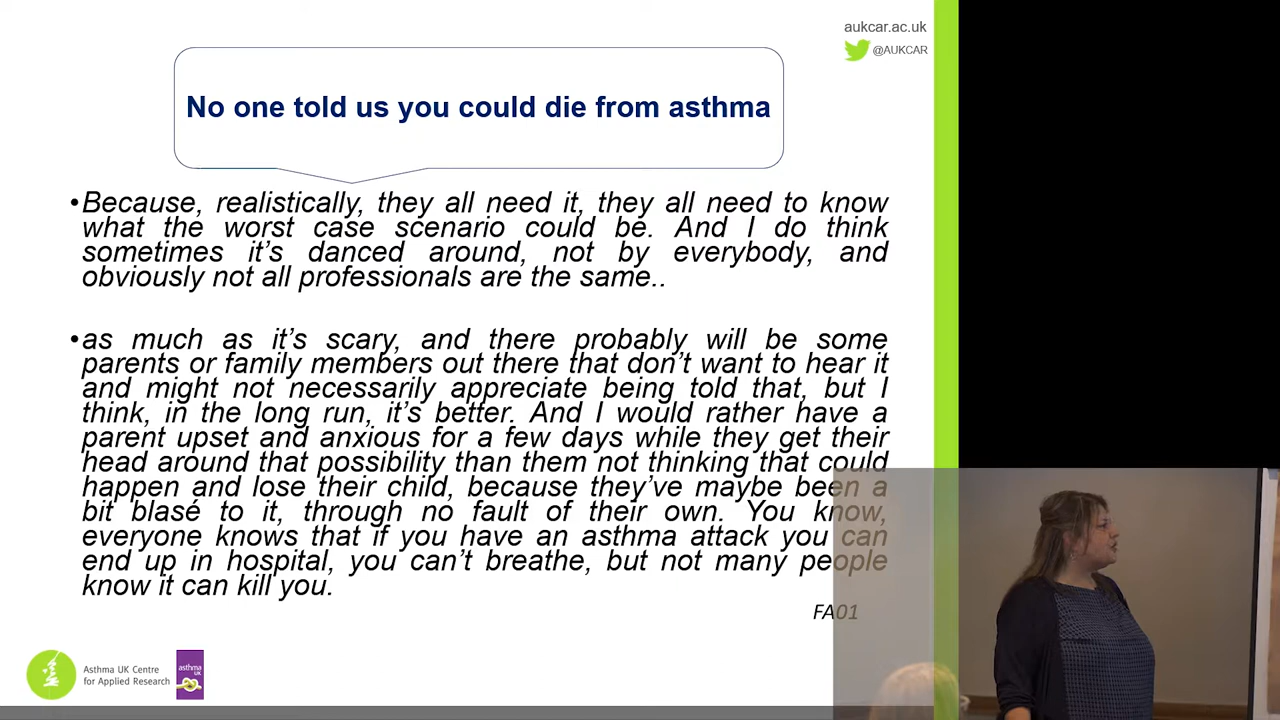 aukcar.ac.uk
@AUKCAR
No one told us you could die from asthma
•Because, realistically, they all need it, they all need to know
what the worst case scenario could be. And I do think
sometimes it's danced around, not by everybody, and
obviously not all professionals are the same..
•as much as it's scary, and there probably will be some
parents or family members out there that don't want to hear it
and might not necessarily appreciate being told that, but I
think, in the long run, it's better. And I would rather have a
parent upset and anxious for a few days while they get their
head around that possibility than them not thinking that could
happen and lose their child, because they've maybe been a
bit blasé to it, through no fault of their own. You know,
everyone knows that if you have an asthma attack you can
end up in hospital, you can't breathe, but not many people
know it can kill you.
FA01
Asthma UK Centre
for Applied Research
asthma
UK